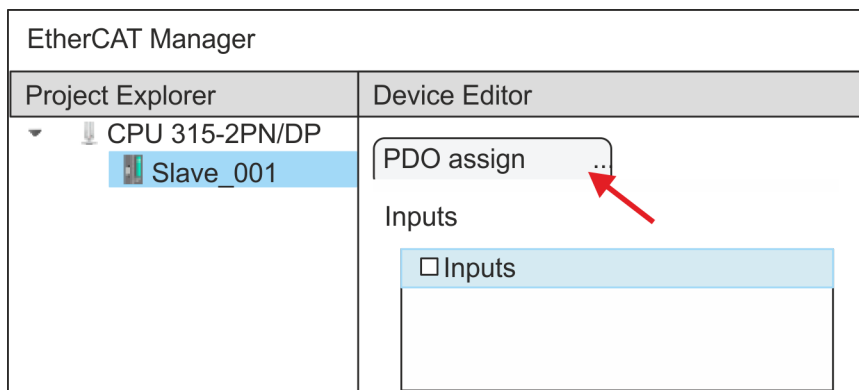 EtherCAT Manager
Project Explorer
Device Editor
CPU 315-2PN/DP
Slave_001
PDO assign ...
Inputs
Inputs